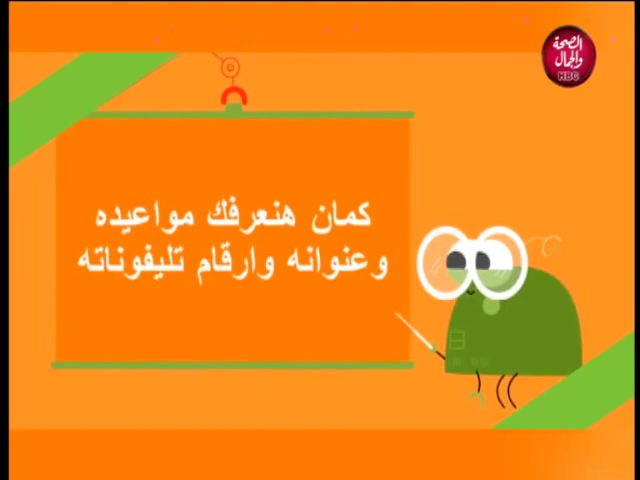 الصحة
والجمال
HBC
كمان هنعرفك مواعيده
وعنوانه وارقام تليفوناته